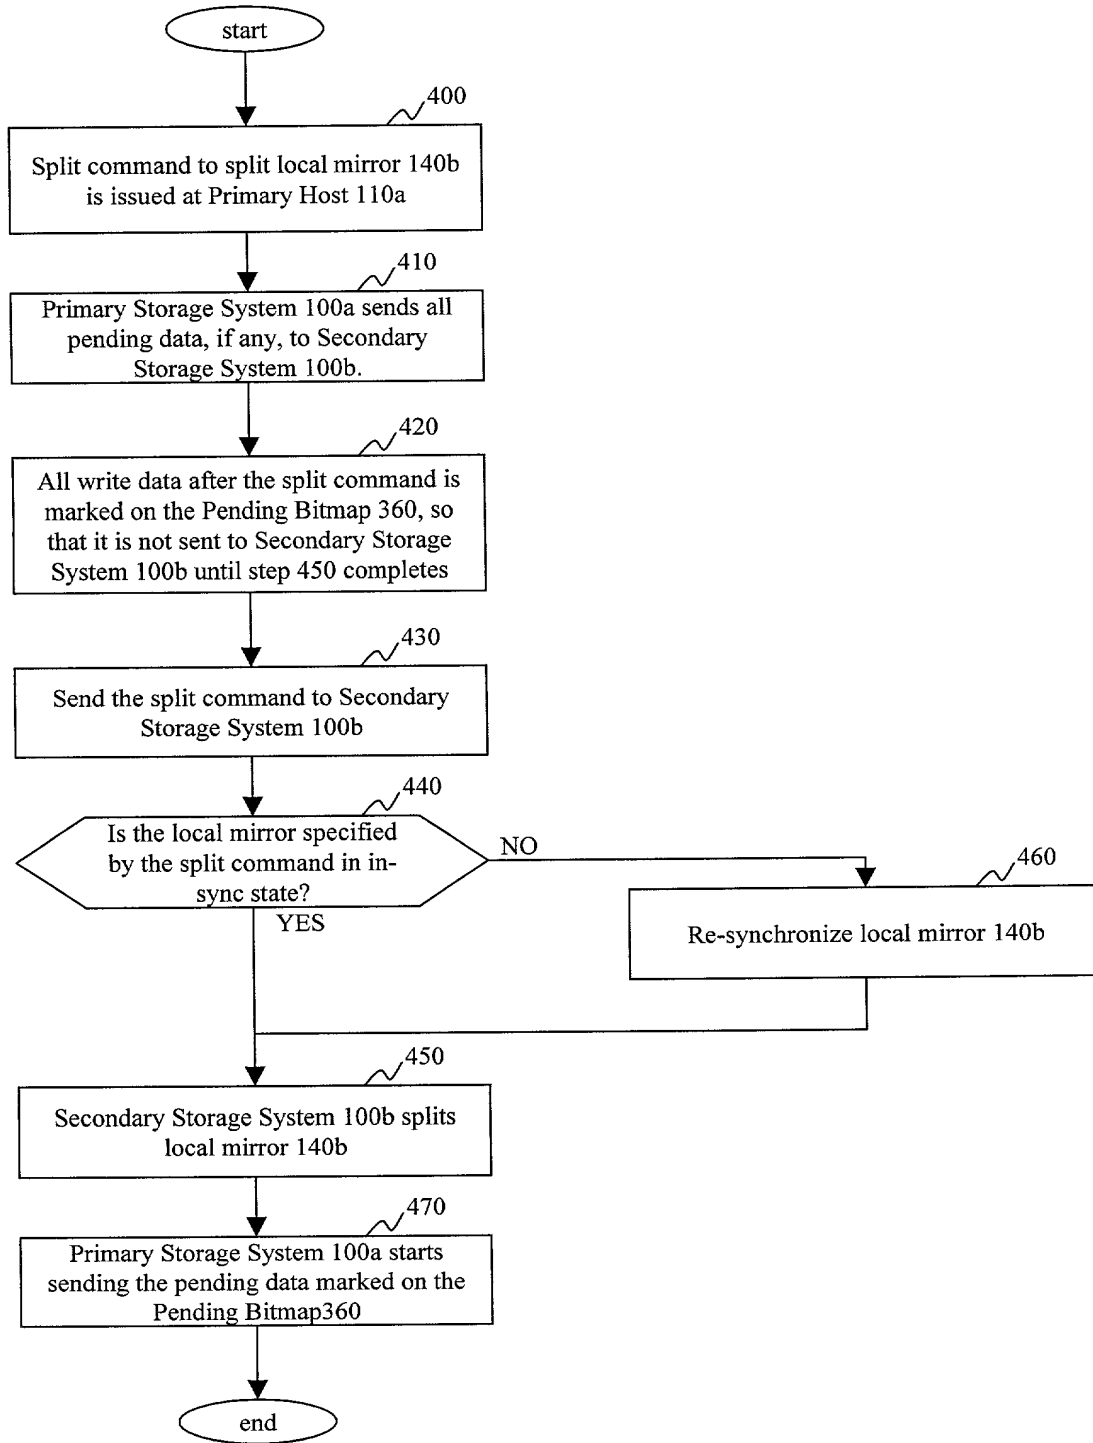 start
400
Split command to split local mirror 140b
is issued at Primary Host 110a
410
Primary Storage System 100a sends all
pending data, if any, to Secondary
Storage System 100b.
420
All write data after the split command is
marked on the Pending Bitmap 360, so
that it is not sent to Secondary Storage
System 100b until step 450 completes
430
Send the split command to Secondary
Storage System 100b
440
Is the local mirror specified
by the split command in in-
sync state?
NO
YES
460
Re-synchronize local mirror 140b
450
Secondary Storage System 100b splits
local mirror 140b
470
Primary Storage System 100a starts
sending the pending data marked on the
Pending Bitmap360
end